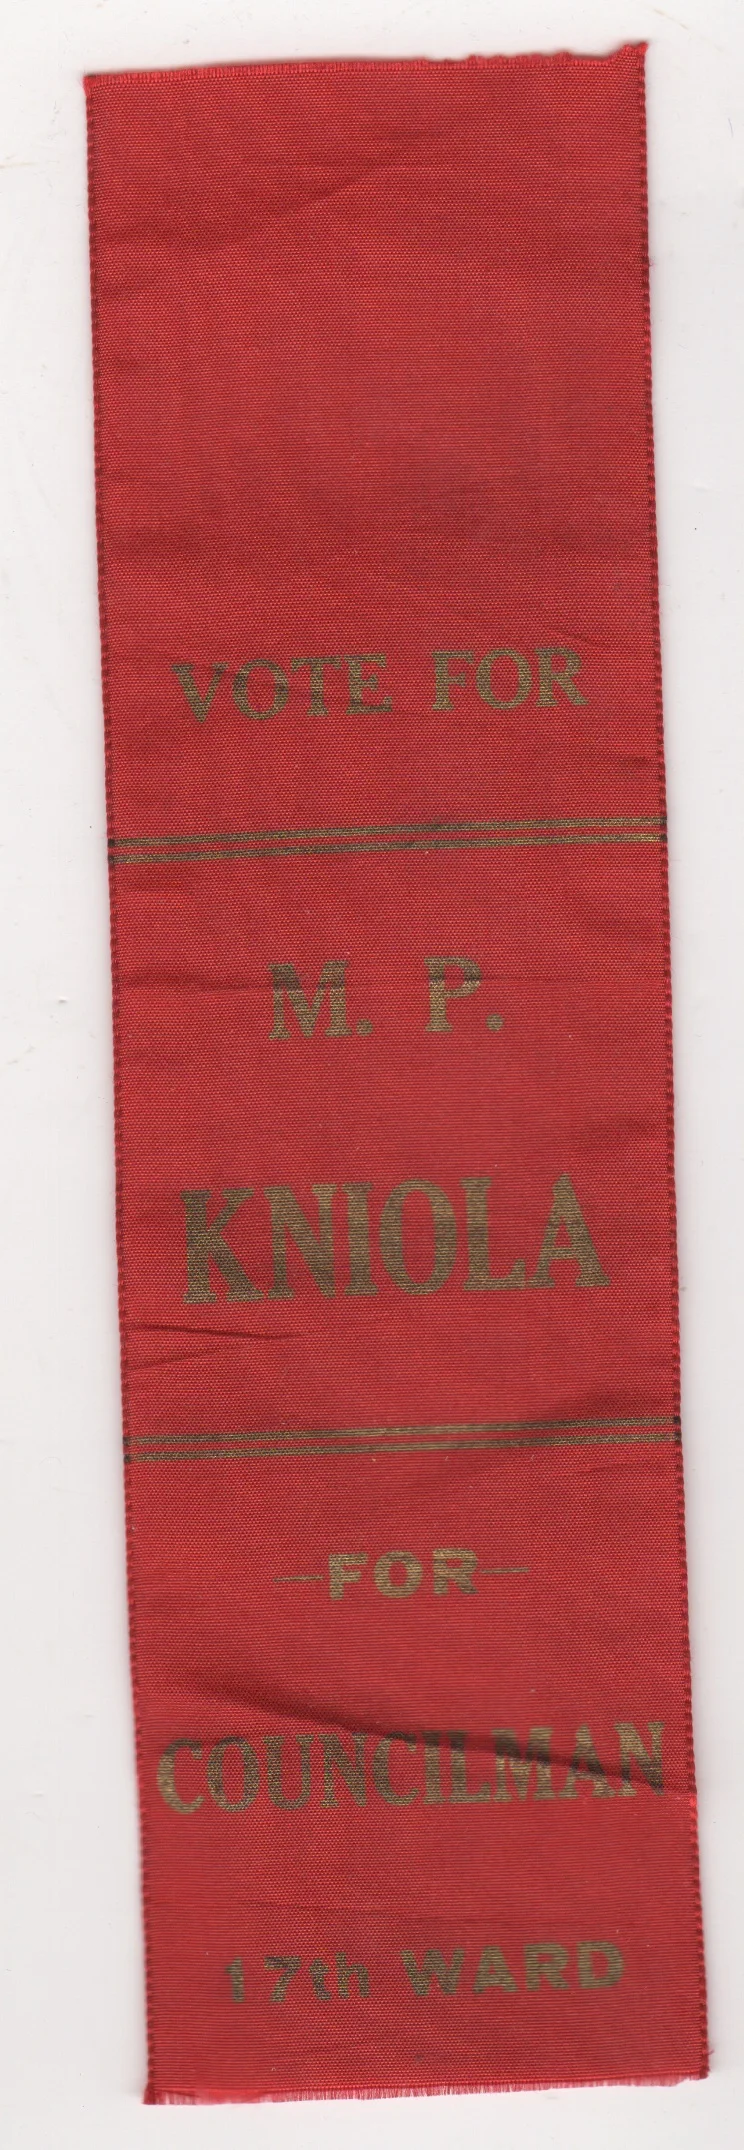 VOTE FOR
M. P.
KNIOLA
—FOR—
COUNCILMAN
17th WARD